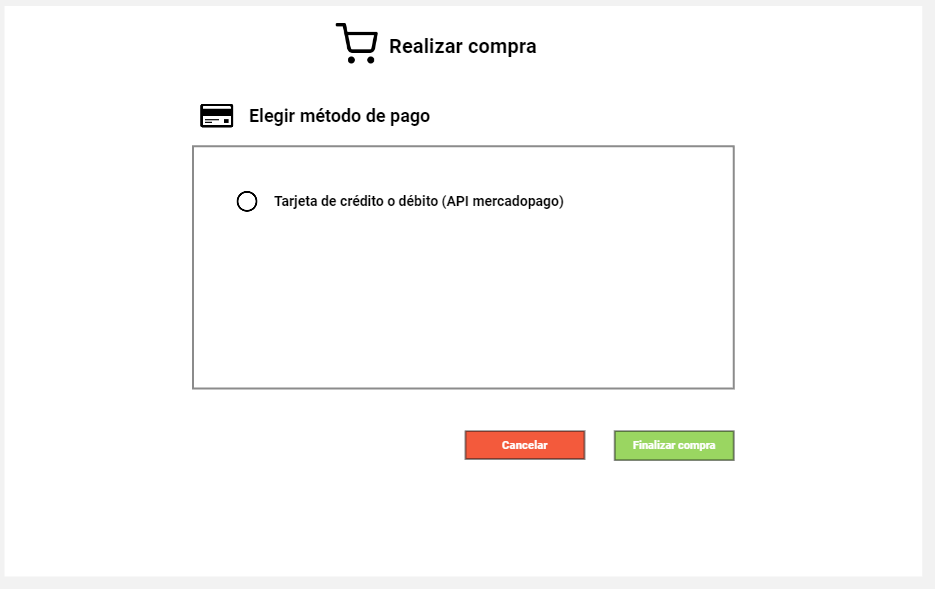 Realizar compra
Elegir método de pago
Tarjeta de crédito o débito (API mercadopago)
Cancelar
Finalizar compra